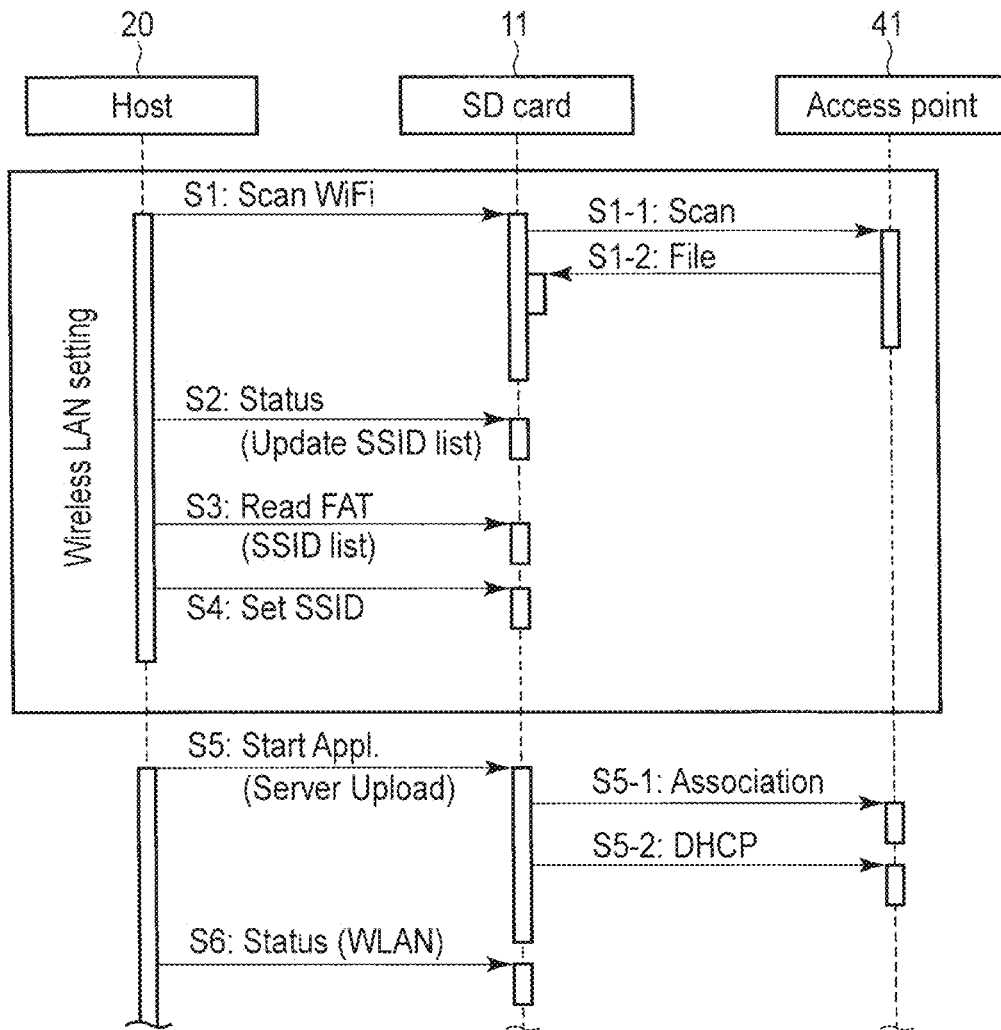 20
11
41
Host
SD card
Access point
Wireless LAN setting
S1: Scan WiFi
S1-1: Scan
S1-2: File
S2: Status
(Update SSID list)
S3: Read FAT
(SSID list)
S4: Set SSID
S5: Start Appl.
(Server Upload)
S5-1: Association
S5-2: DHCP
S6: Status (WLAN)